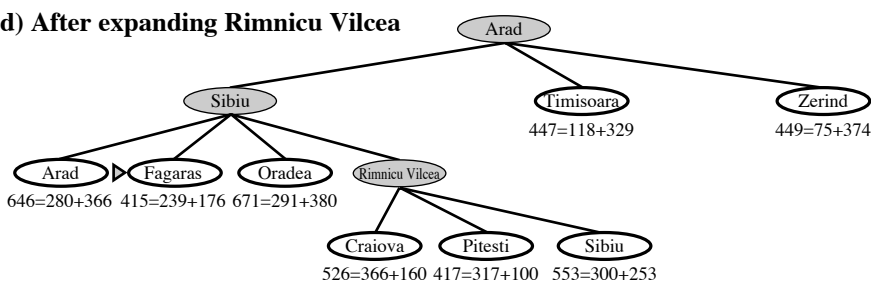 d) After expanding Rimnicu Vilcea
Arad
Sibiu
Timisoara
Zerind
447=118+329
449=75+374
Arad
Fagaras
Oradea
Rimnicu Vilcea
646=280+366
415=239+176
671=291+380
Craiova
Pitesti
Sibiu
526=366+160
417=317+100
553=300+253